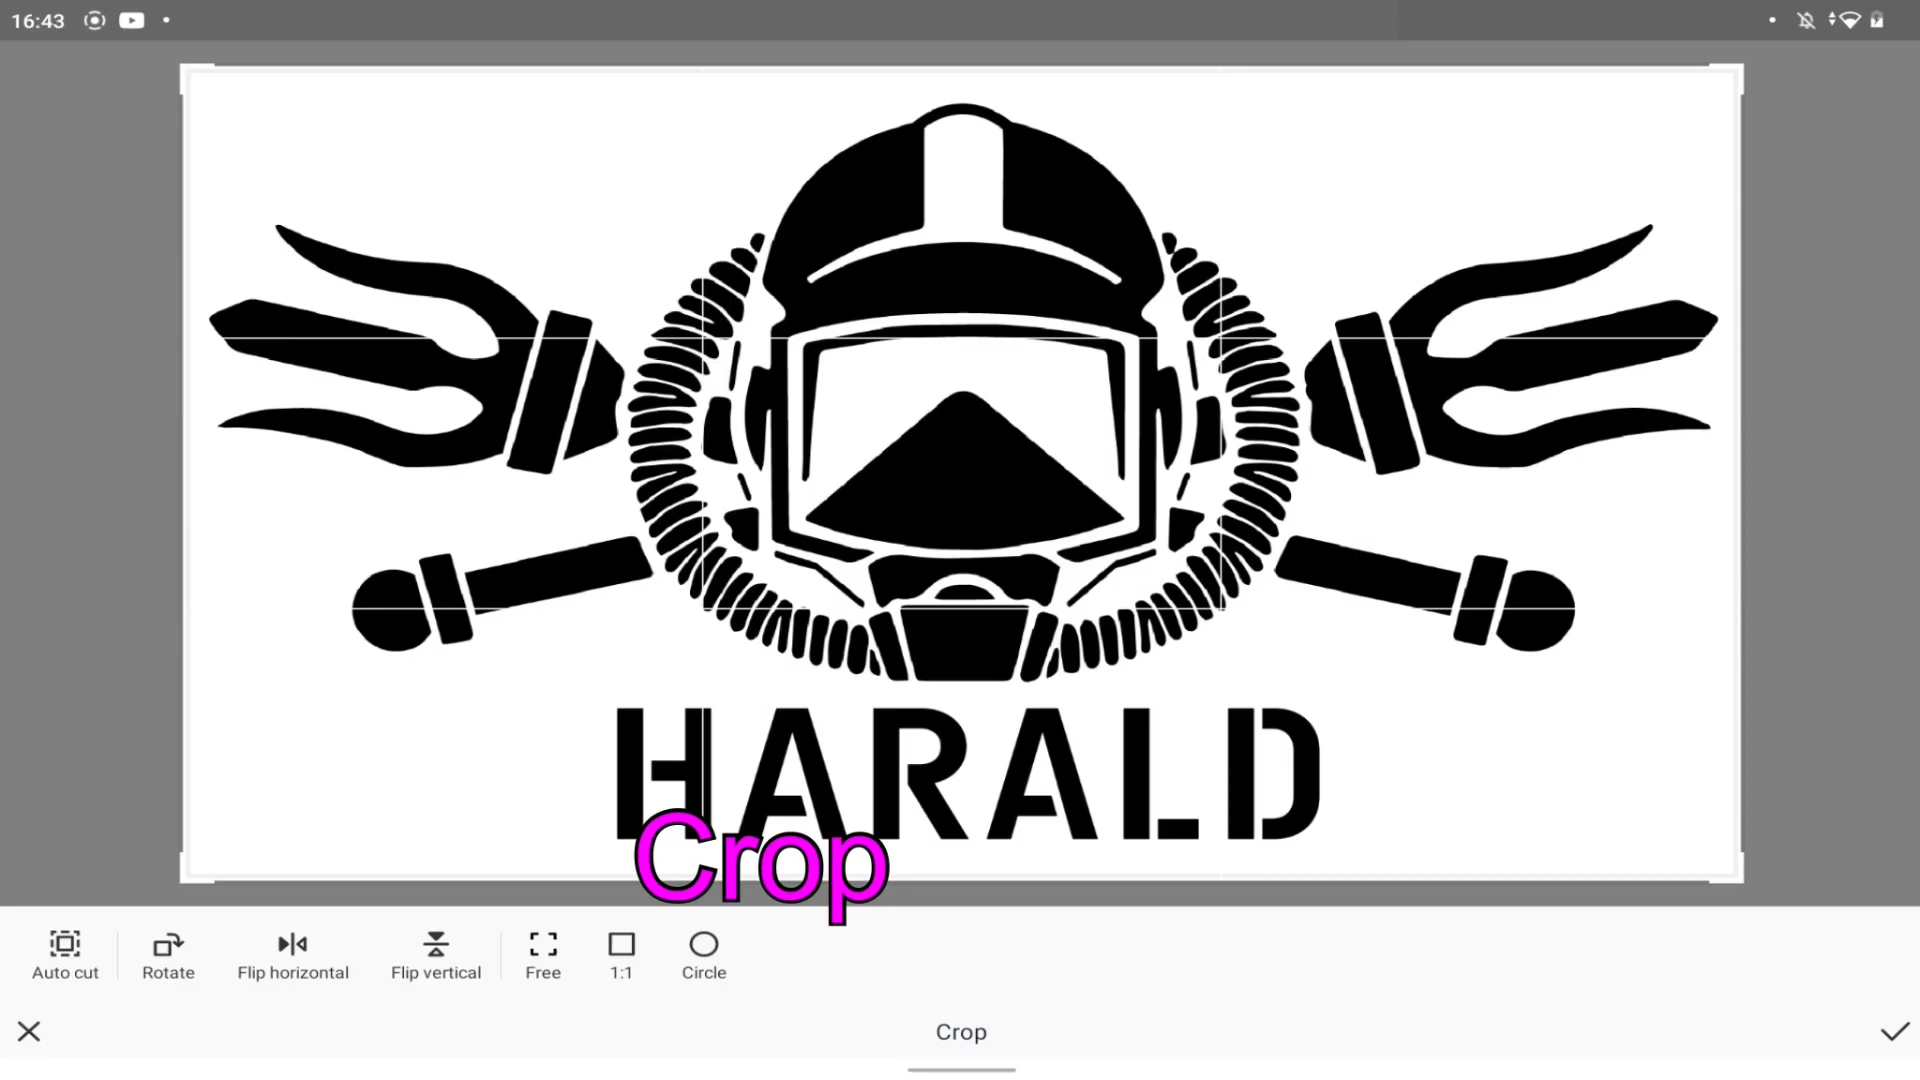 16:43
HARALD
Crop
Auto cut
Rotate
Flip horizontal
Flip vertical
Free
1:1
Circle
Crop